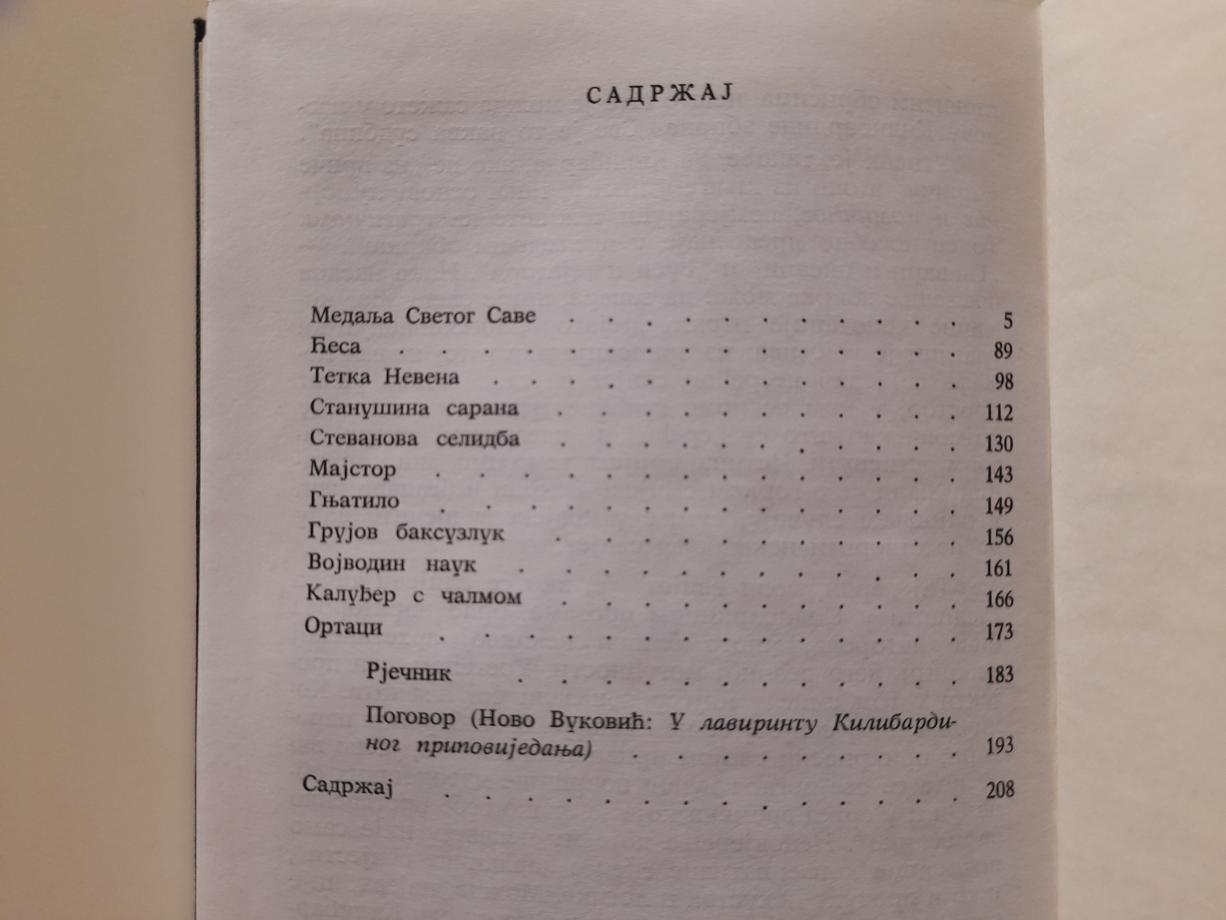 САДРЖАЈ
Медаља Светог Саве . . . . . . . . . . . 5
Ћеса . . . . . . . . . . . . . . 89
Тетка Невена . . . . . . . . . . . . 98
Станушина сарана . . . . . . . . . . 112
Стеванова селидба . . . . . . . . . . 130
Мајстор . . . . . . . . . . . . . 143
Гњатило . . . . . . . . . . . . . 149
Грујов баксузлук . . . . . . . . . . 156
Војводин наук . . . . . . . . . . . 161
Калуђер с чалмом . . . . . . . . . . 166
Ортаци . . . . . . . . . . . . . 173
Рјечник . . . . . . . . . . . 183
Поговор (Ново Вуковић: У лавиринту Килибарди-
ног приповиједања) . . . . . . . . . 193
Садржај . . . . . . . . . . . . . 208